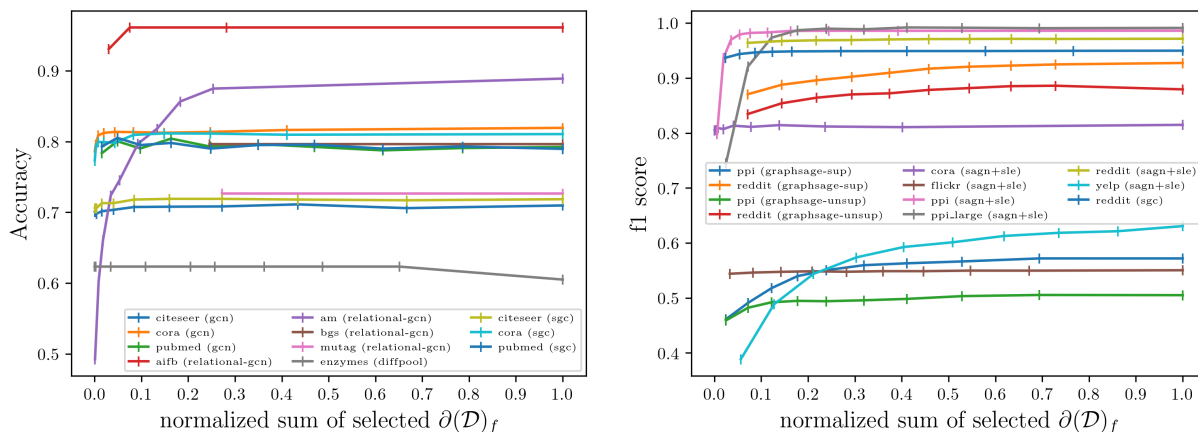 Accuracy
0.9
0.8
0.7
0.6
0.5
citeseer (gcn)
cora (gcn)
pubmed (gcn)
aifb (relational-gcn)
am (relational-gcn)
bgs (relational-gcn)
mutag (relational-gcn)
enzymes (diffpool)
citeseer (sgc)
cora (sgc)
pubmed (sgc)
0.0 0.1 0.2 0.3 0.4 0.5 0.6 0.7 0.8 0.9 1.0
normalized sum of selected ∂(𝒟)_f
f1 score
1.0
0.9
0.8
0.7
0.6
0.5
0.4
ppi (graphsage-sup)
reddit (graphsage-sup)
ppi (graphsage-unsup)
reddit (graphsage-unsup)
cora (sagn+sle)
flickr (sagn+sle)
ppi (sagn+sle)
ppi_large (sagn+sle)
reddit (sagn+sle)
yelp (sagn+sle)
reddit (sgc)
0.0 0.1 0.2 0.3 0.4 0.5 0.6 0.7 0.8 0.9 1.0
normalized sum of selected ∂(𝒟)_f